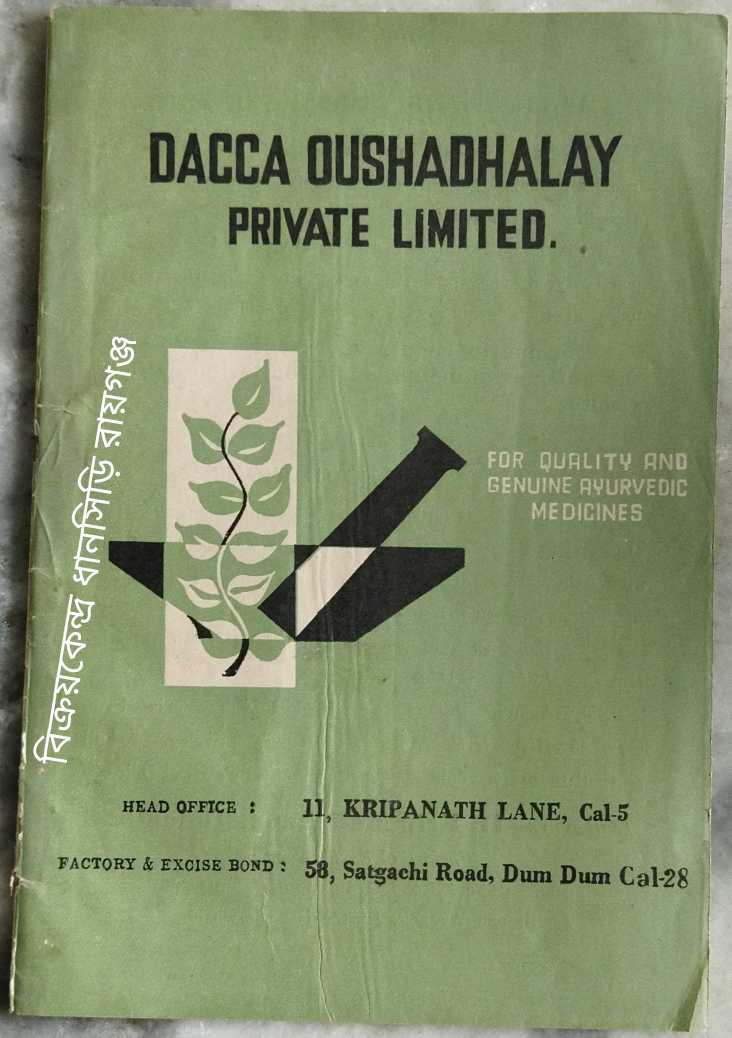 DACCA OUSHADHALAY
PRIVATE LIMITED.
FOR QUALITY AND
GENUINE AYURVEDIC
MEDICINES
বিক্রয়কেন্দ্র ধানসিড়ি রায়গঞ্জ
HEAD OFFICE : 11, KRIPANATH LANE, Cal-5
FACTORY & EXCISE BOND : 58, Satgachi Road, Dum Dum Cal-28